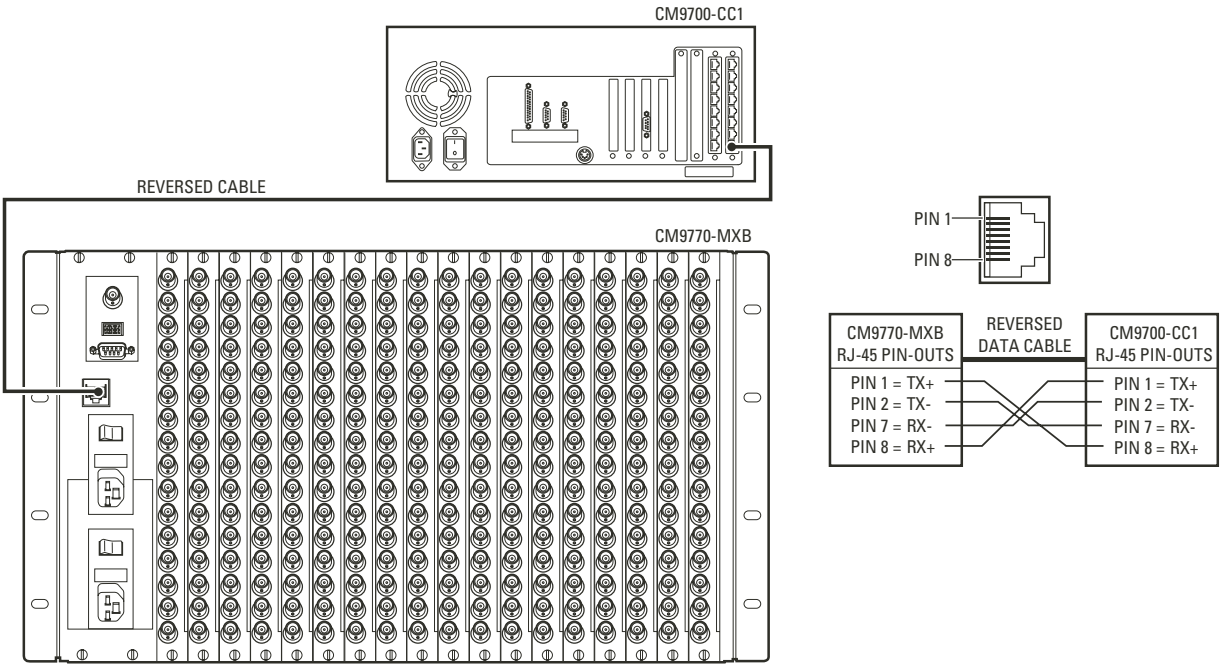 CM9700-CC1
REVERSED CABLE
CM9770-MXB
PIN 1
PIN 8
CM9770-MXB
RJ-45 PIN-OUTS
REVERSED
DATA CABLE
CM9700-CC1
RJ-45 PIN-OUTS
PIN 1 = TX+
PIN 2 = TX-
PIN 7 = RX-
PIN 8 = RX+
PIN 1 = TX+
PIN 2 = TX-
PIN 7 = RX-
PIN 8 = RX+